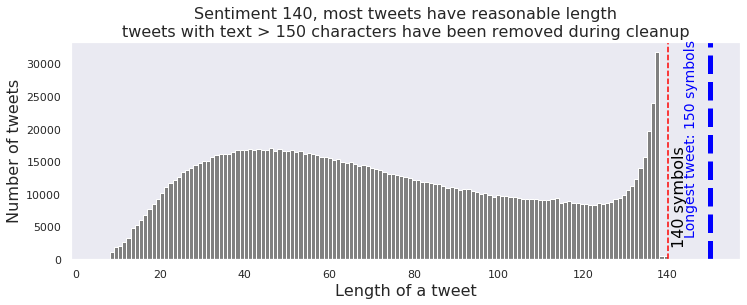 Sentiment 140, most tweets have reasonable length
tweets with text > 150 characters have been removed during cleanup
Number of tweets
30000
25000
20000
15000
10000
5000
0
140 symbols
Longest tweet: 150 symbols
0 20 40 60 80 100 120 140
Length of a tweet